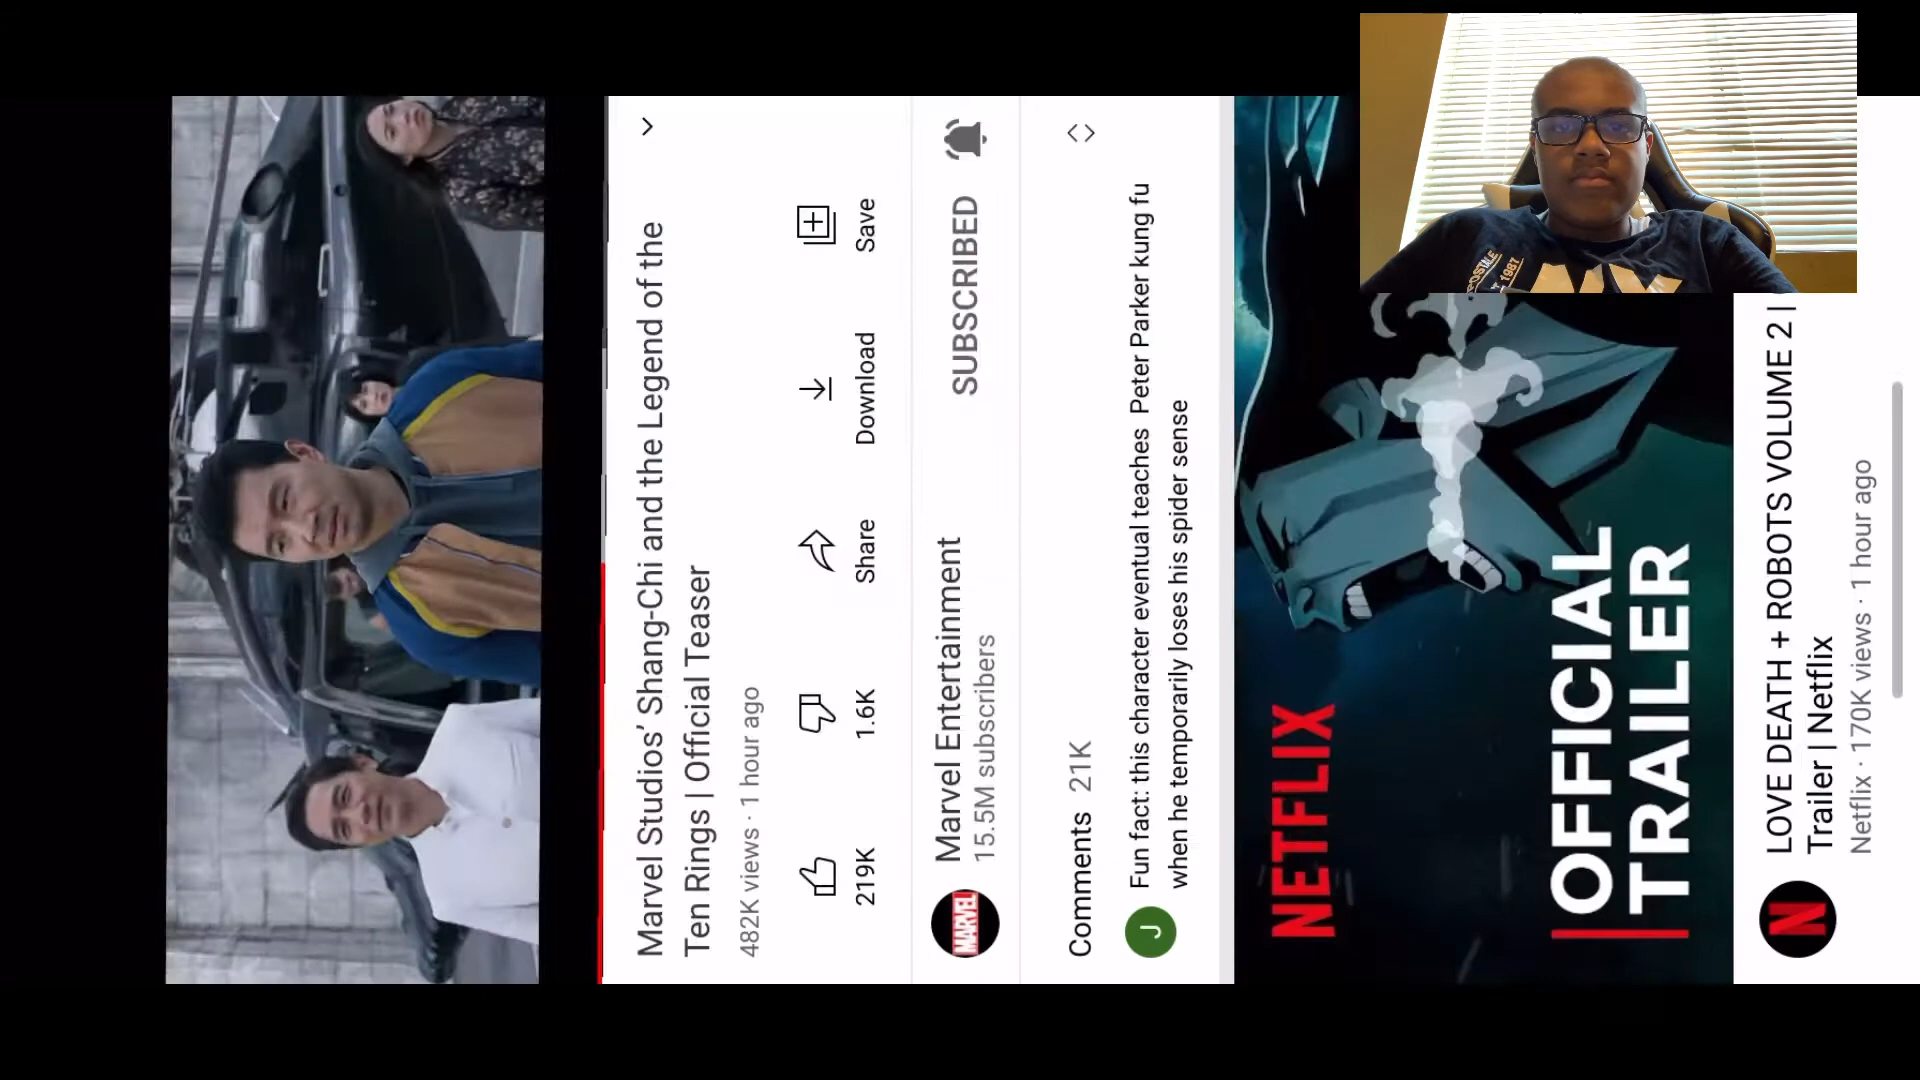 Marvel Studios’ Shang-Chi and the Legend of the
Ten Rings | Official Teaser
482K views · 1 hour ago
219K
1.6K
Share
Download
Save
MARVEL
Marvel Entertainment
15.5M subscribers
SUBSCRIBED
Comments 21K
J
Fun fact: this character eventual teaches Peter Parker kung fu
when he temporarily loses his spider sense
NETFLIX
OFFICIAL
TRAILER
N
LOVE DEATH + ROBOTS VOLUME 2 |
Trailer | Netflix
Netflix · 170K views · 1 hour ago
1987